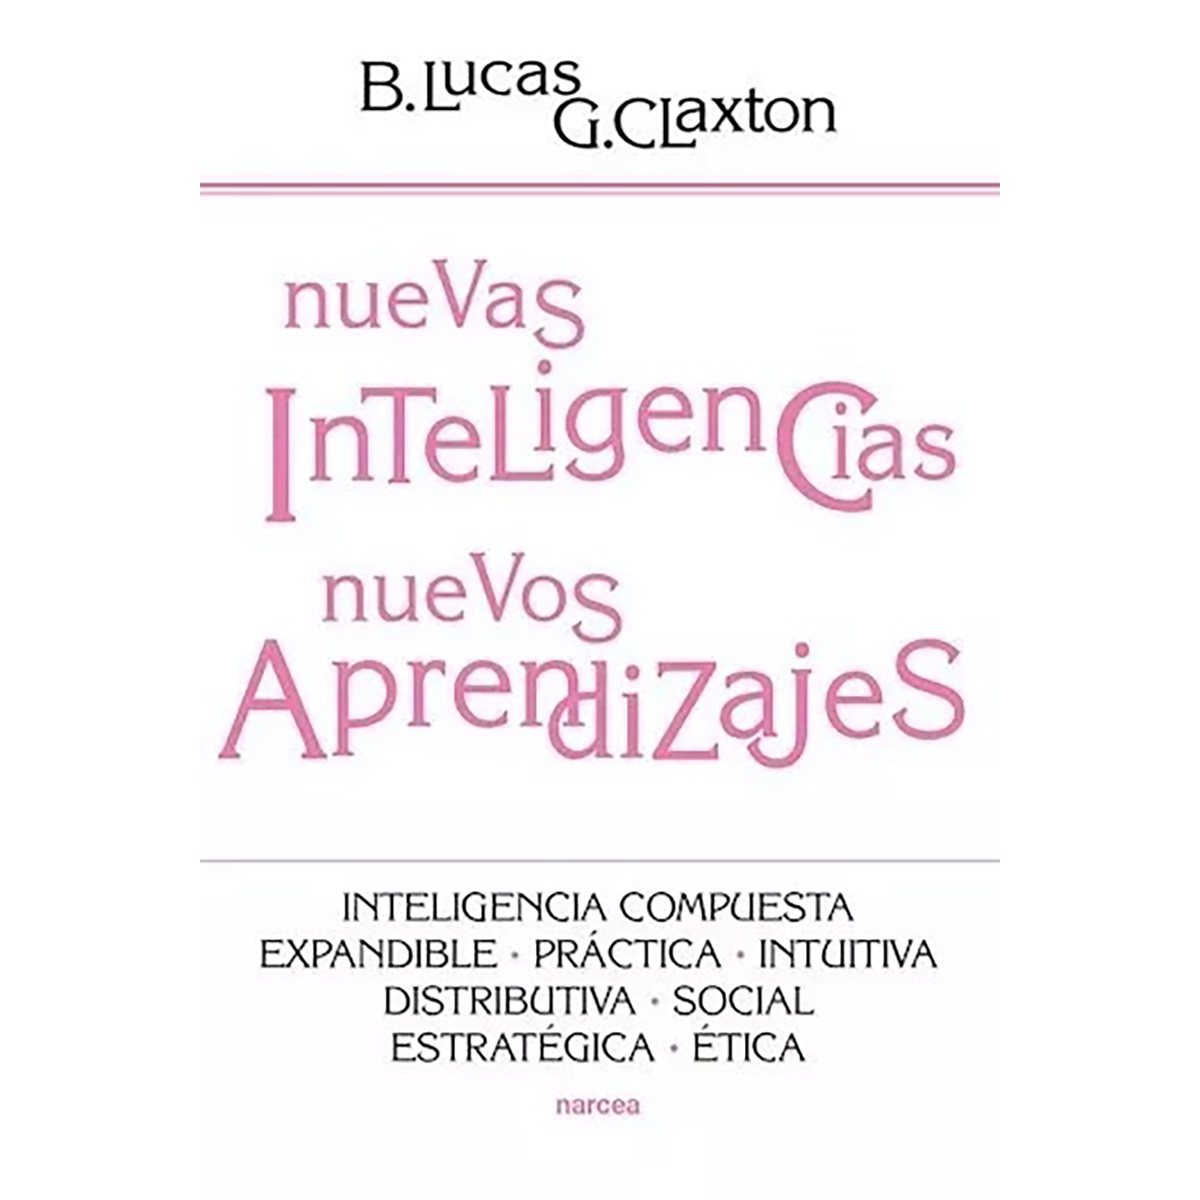 B. Lucas
G. Claxton
nuevas
Inteligencias
nuevos
Aprendizajes
INTELIGENCIA COMPUESTA
EXPANDIBLE · PRÁCTICA · INTUITIVA
DISTRIBUTIVA · SOCIAL
ESTRATÉGICA · ÉTICA
narcea